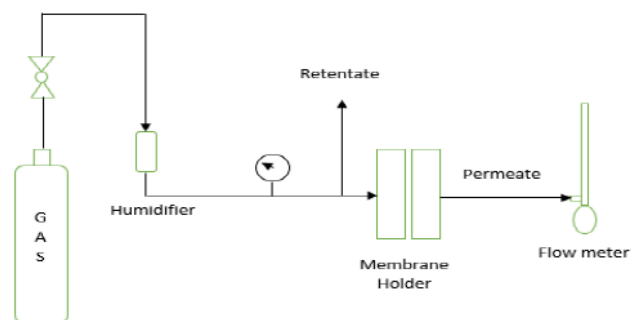 Retentate
Permeate
Humidifier
G
A
S
Flow meter
Membrane
Holder